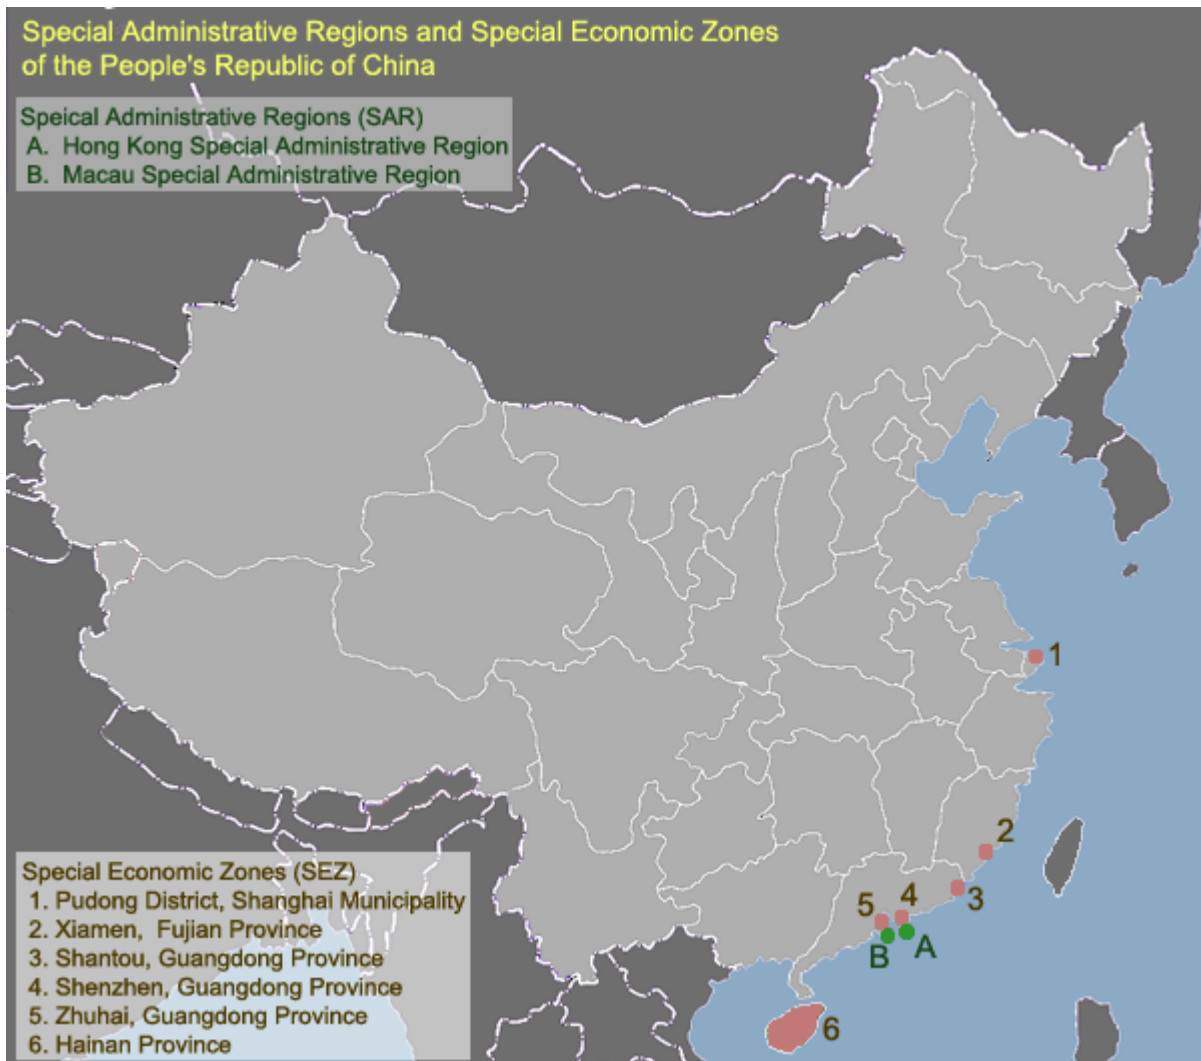 Special Administrative Regions and Special Economic Zones
of the People's Republic of China
Speical Administrative Regions (SAR)
A. Hong Kong Special Administrative Region
B. Macau Special Administrative Region
1
2
3
4
5
A
B
6
Special Economic Zones (SEZ)
1. Pudong District, Shanghai Municipality
2. Xiamen, Fujian Province
3. Shantou, Guangdong Province
4. Shenzhen, Guangdong Province
5. Zhuhai, Guangdong Province
6. Hainan Province